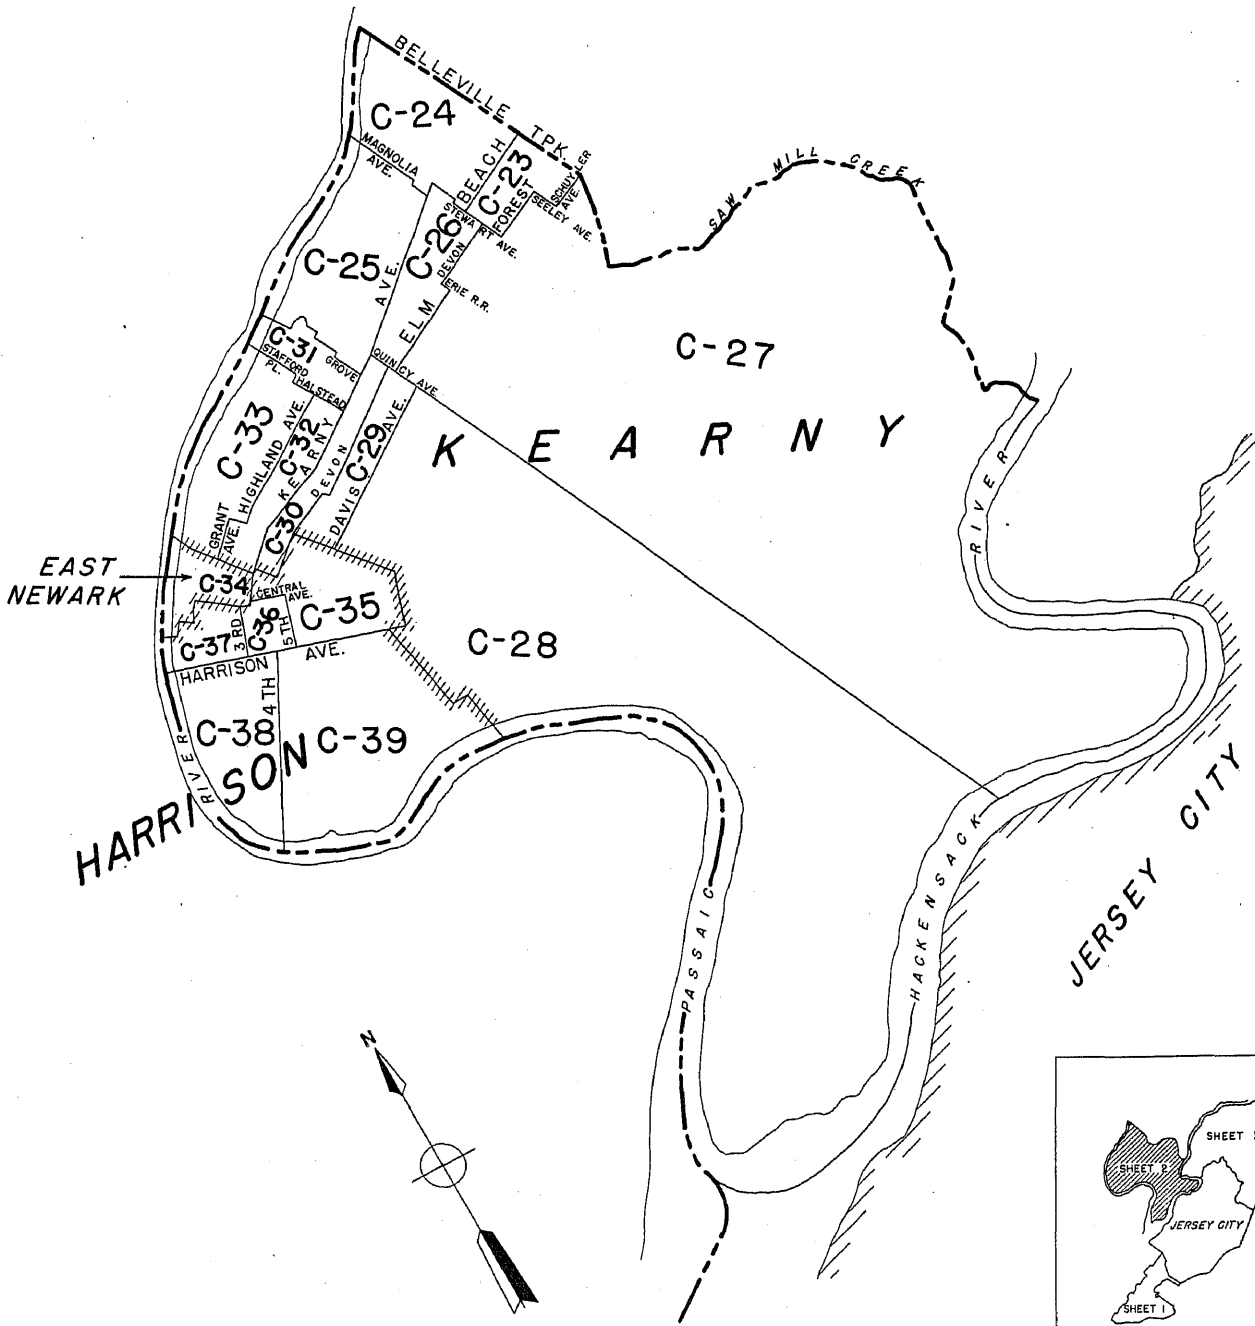 BELLEVILLE TPK.
C-24
MAGNOLIA
AVE.
BEACH
C-23
FOREST
SCHUYLER
AVE.
SEELEY AVE.
STEWART AVE.
SAW MILL CREEK
C-25
AVE.
C-26
DEVON
ERIE R.R.
ELM
C-27
C-31
STAFFORD
PL.
GROVE
HALSTEAD
QUINCY AVE
KEARNY
C-33
HIGHLAND AVE.
C-32
KEARNY
DEVON
C-29
DAVIS AVE.
GRANT
AVE.
C-30
RIVER
EAST
NEWARK
C-34
CENTRAL
AVE.
C-35
C-36
C-37
3RD
5TH
HARRISON AVE.
C-28
4TH
C-38
C-39
RIVER
HARRISON
PASSAIC
HACKENSACK
JERSEY CITY
N
SHEET
SHEET 2
JERSEY CITY
SHEET 1